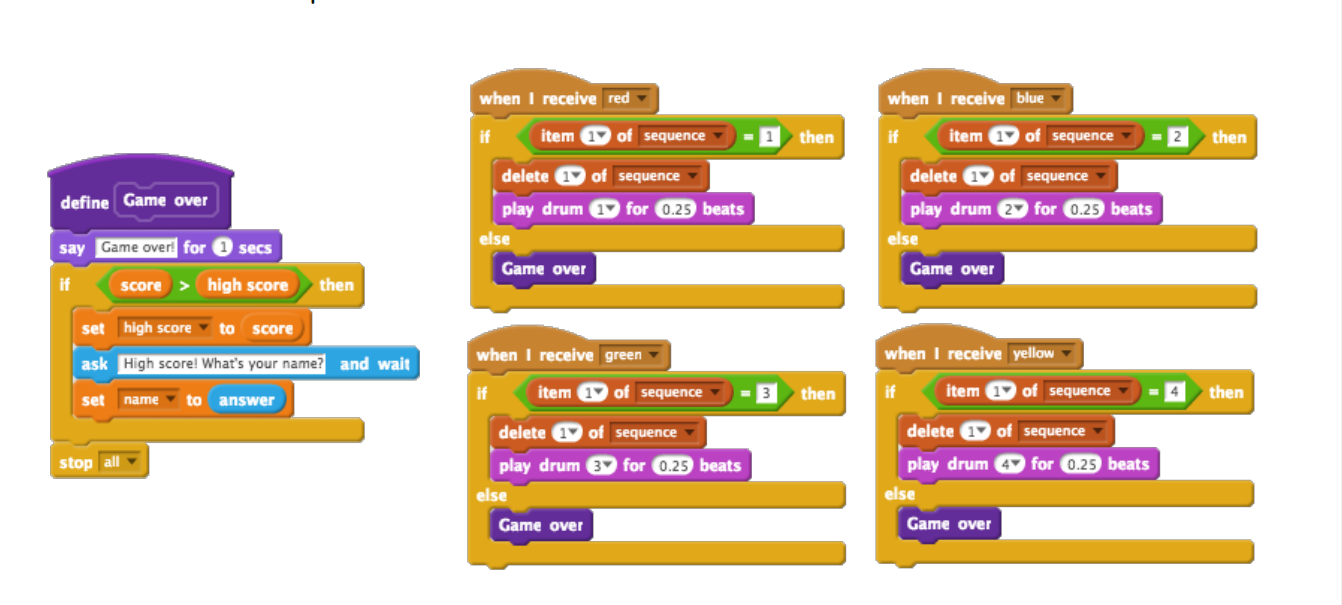 define Game over
say Game over! for 1 secs
if score > high score then
set high score to score
ask High score! What's your name? and wait
set name to answer
stop all
when I receive red
if item 1 of sequence = 1 then
delete 1 of sequence
play drum 1 for 0.25 beats
else
Game over
when I receive blue
if item 1 of sequence = 2 then
delete 1 of sequence
play drum 2 for 0.25 beats
else
Game over
when I receive green
if item 1 of sequence = 3 then
delete 1 of sequence
play drum 3 for 0.25 beats
else
Game over
when I receive yellow
if item 1 of sequence = 4 then
delete 1 of sequence
play drum 4 for 0.25 beats
else
Game over